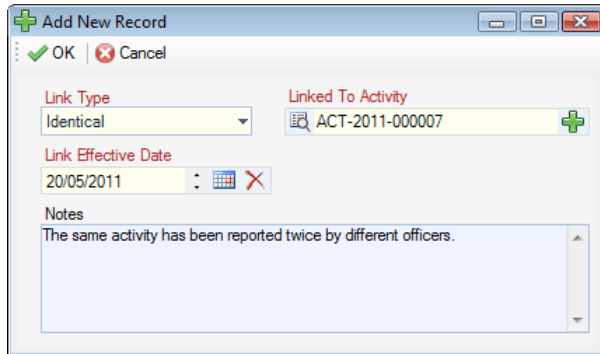 Add New Record
OK Cancel
Link Type Linked To Activity
Identical ACT-2011-000007
Link Effective Date
20/05/2011
Notes
The same activity has been reported twice by different officers.